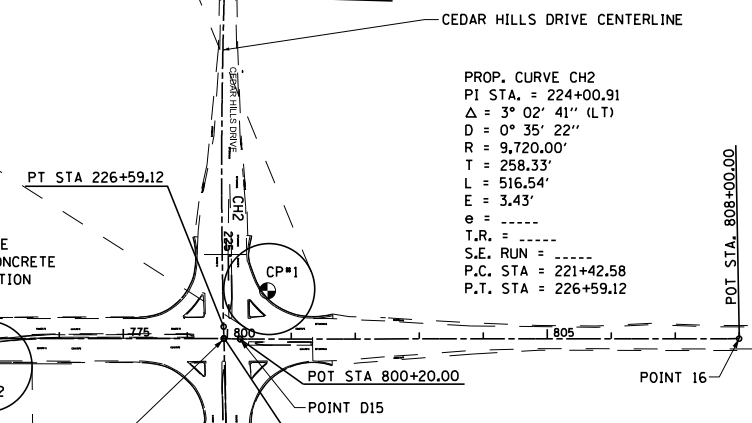 CEDAR HILLS DRIVE CENTERLINE
CEDAR HILLS DRIVE
PROP. CURVE CH2
PI STA. = 224+00.91
Δ = 3° 02' 41'' (LT)
D = 0° 35' 22''
R = 9,720.00'
T = 258.33'
L = 516.54'
E = 3.43'
e = _____
T.R. = _____
S.E. RUN = _____
P.C. STA = 221+42.58
P.T. STA = 226+59.12
POT STA. 808+00.00
PT STA 226+59.12
CH2
225
E
ONCRETE
TION
CP#1
775
800
805
POT STA 800+20.00
POINT 16
POINT D15
2